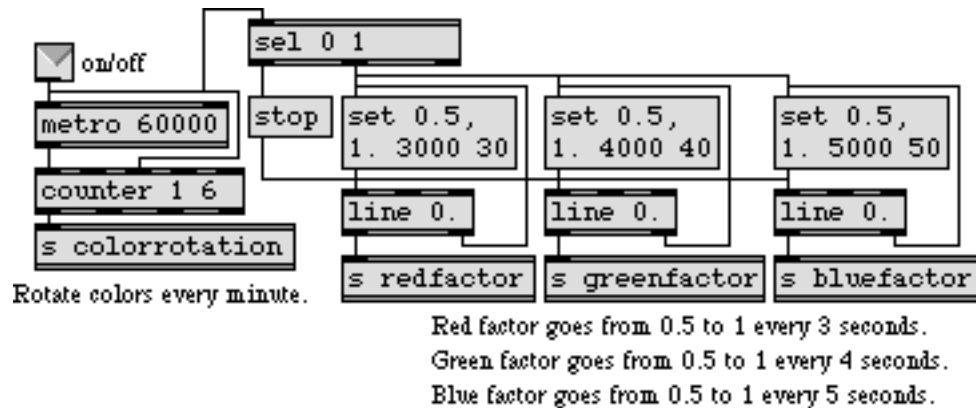 sel 0 1
on/off
metro 60000
stop
set 0.5,
1. 3000 30
set 0.5,
1. 4000 40
set 0.5,
1. 5000 50
counter 1 6
line 0.
line 0.
line 0.
s colorrotation
s redfactor
s greenfactor
s bluefactor
Rotate colors every minute.
Red factor goes from 0.5 to 1 every 3 seconds.
Green factor goes from 0.5 to 1 every 4 seconds.
Blue factor goes from 0.5 to 1 every 5 seconds.